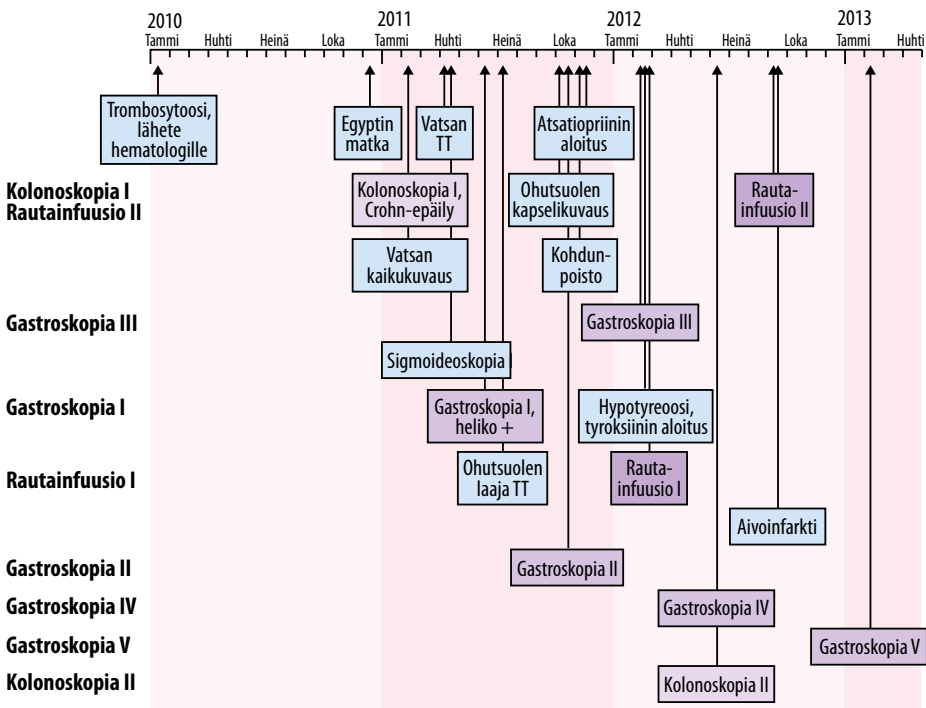 2010
2011
2012
2013
Tammi Huhti Heinä Loka Tammi Huhti Heinä Loka Tammi Huhti Heinä Loka Tammi Huhti
Trombosytoosi,
lähete
hematologille
Egyptin
matka
Vatsan
TT
Atsatiopriinin
aloitus
Kolonoskopia I
Rautainfuusio II
Kolonoskopia I,
Crohn-epäily
Ohutsuolen
kapselikuvaus
Rauta-
infuusio II
Vatsan
kaikukuvaus
Kohdun-
poisto
Gastroskopia III
Gastroskopia III
Sigmoideoskopia I
Gastroskopia I
Gastroskopia I,
heliko +
Hypotyreoosi,
tyroksiinin aloitus
Rautainfuusio I
Ohutsuolen
laaja TT
Rauta-
infuusio I
Aivoinfarkti
Gastroskopia II
Gastroskopia II
Gastroskopia IV
Gastroskopia IV
Gastroskopia V
Gastroskopia V
Kolonoskopia II
Kolonoskopia II